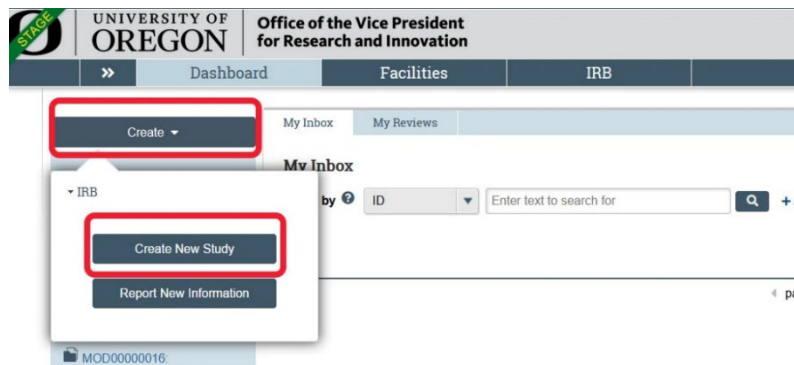 STAGE
UNIVERSITY OF
OREGON
Office of the Vice President
for Research and Innovation
»
Dashboard
Facilities
IRB
Create
My Inbox
My Reviews
My Inbox
IRB
by
?
ID
Enter text to search for
+
Create New Study
Report New Information
MOD00000016: